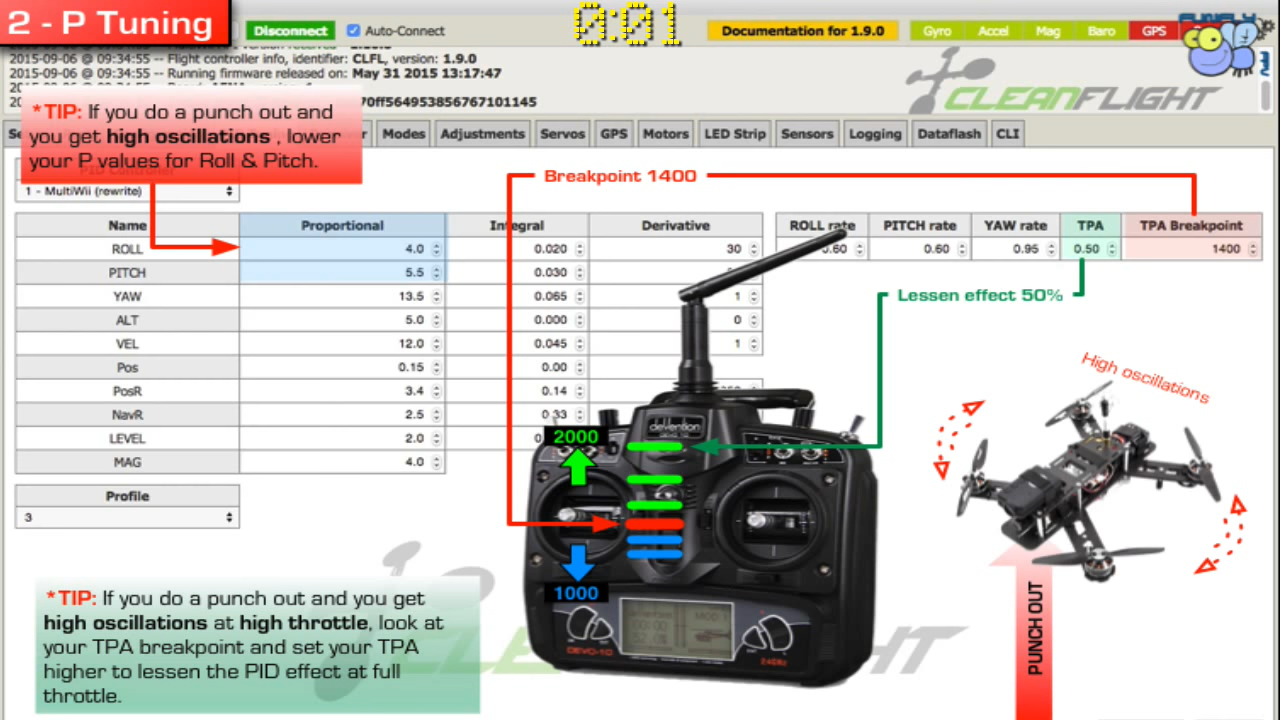 2 - P Tuning
Disconnect
Auto-Connect
0:01
Documentation for 1.9.0
Gyro Accel Mag Baro GPS
2015-09-06 @ 09:34:55 -- Flight controller info, identifier: CLFL, version: 1.9.0
2015-09-06 @ 09:34:55 -- Running firmware released on: May 31 2015 13:17:47
70ff564953856767101145
CLEANFLIGHT
*TIP: If you do a punch out and
you get high oscillations , lower
your P values for Roll & Pitch.
Modes Adjustments Servos GPS Motors LED Strip Sensors Logging Dataflash CLI
PID Controller
1 - MultiWii (rewrite)
Breakpoint 1400
Name Proportional Integral Derivative ROLL rate PITCH rate YAW rate TPA TPA Breakpoint
ROLL 4.0 0.020 30 0.60 0.60 0.95 0.50 1400
PITCH 5.5 0.030
YAW 13.5 0.065 1
ALT 5.0 0.000 0
VEL 12.0 0.045 1
Pos 0.15 0.00
PosR 3.4 0.14
NavR 2.5 0.33
LEVEL 2.0
MAG 4.0
Lessen effect 50%
High oscillations
Profile
3
2000
devention
1000
DEVO-10
2.4GHz
PUNCH OUT
*TIP: If you do a punch out and you get
high oscillations at high throttle, look at
your TPA breakpoint and set your TPA
higher to lessen the PID effect at full
throttle.